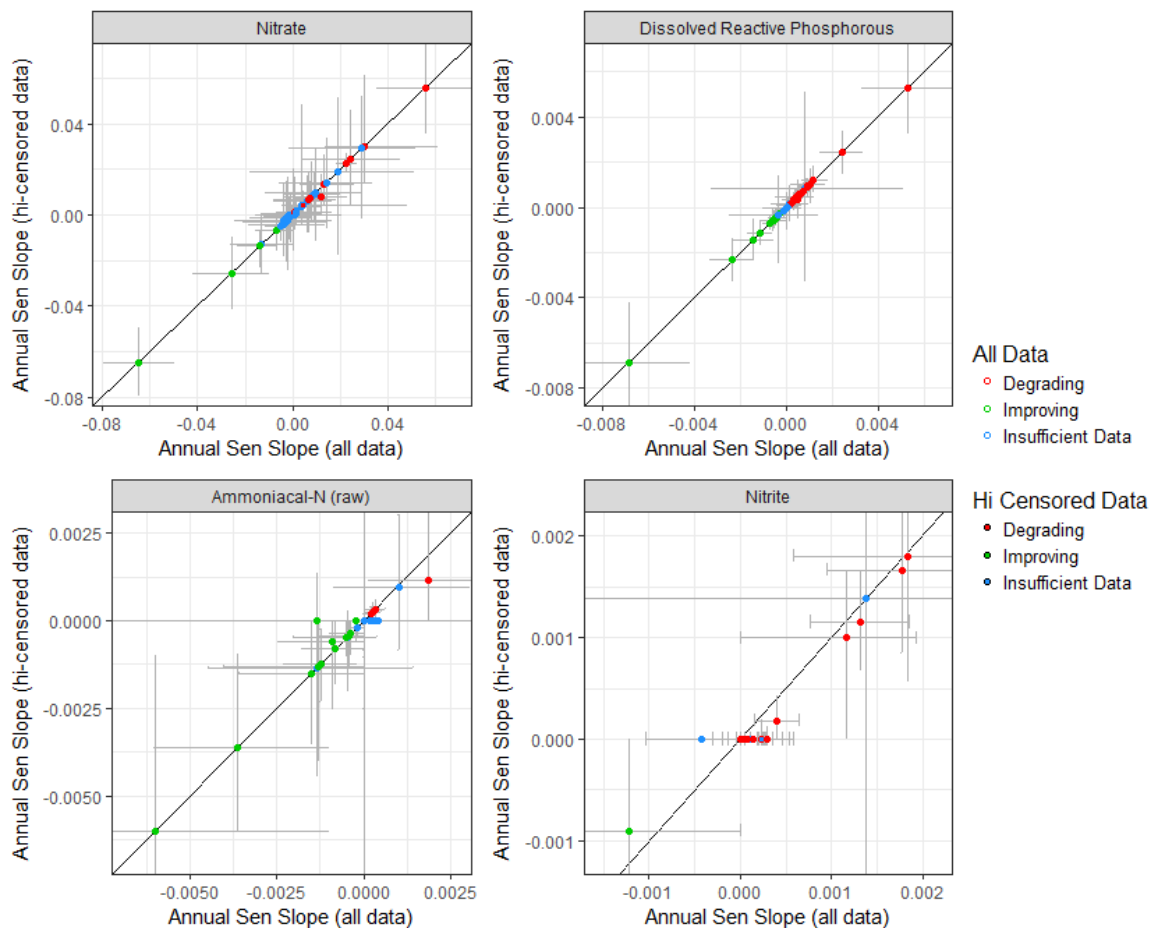 Nitrate
Annual Sen Slope (hi-censored data)
0.04
0.00
-0.04
-0.08
-0.08
-0.04
0.00
0.04
Annual Sen Slope (all data)
Dissolved Reactive Phosphorous
Annual Sen Slope (hi-censored data)
0.004
0.000
-0.004
-0.008
-0.008
-0.004
0.000
0.004
Annual Sen Slope (all data)
All Data
Degrading
Improving
Insufficient Data
Ammoniacal-N (raw)
Annual Sen Slope (hi-censored data)
0.0025
0.0000
-0.0025
-0.0050
-0.0050
-0.0025
0.0000
0.0025
Annual Sen Slope (all data)
Nitrite
Annual Sen Slope (hi-censored data)
0.002
0.001
0.000
-0.001
-0.001
0.000
0.001
0.002
Annual Sen Slope (all data)
Hi Censored Data
Degrading
Improving
Insufficient Data